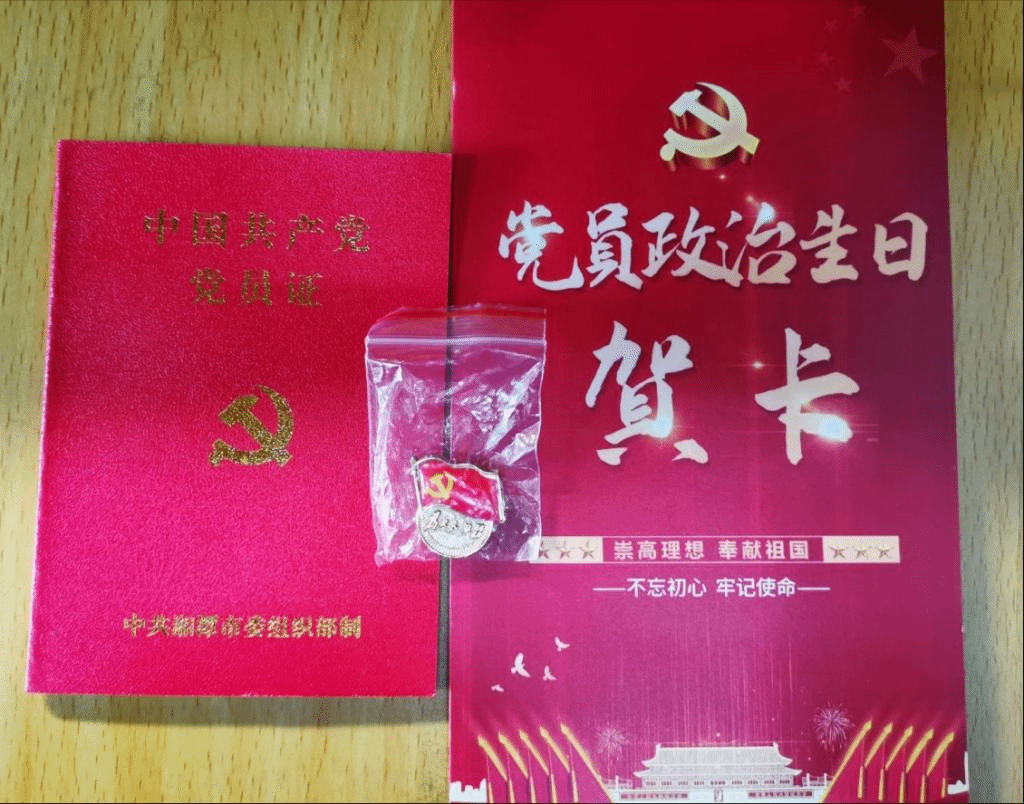 中国共产党
党员证
中共湘潭市委组织部制
党員政治生日
賀卡
崇高理想 奉献祖国
——不忘初心 牢记使命——